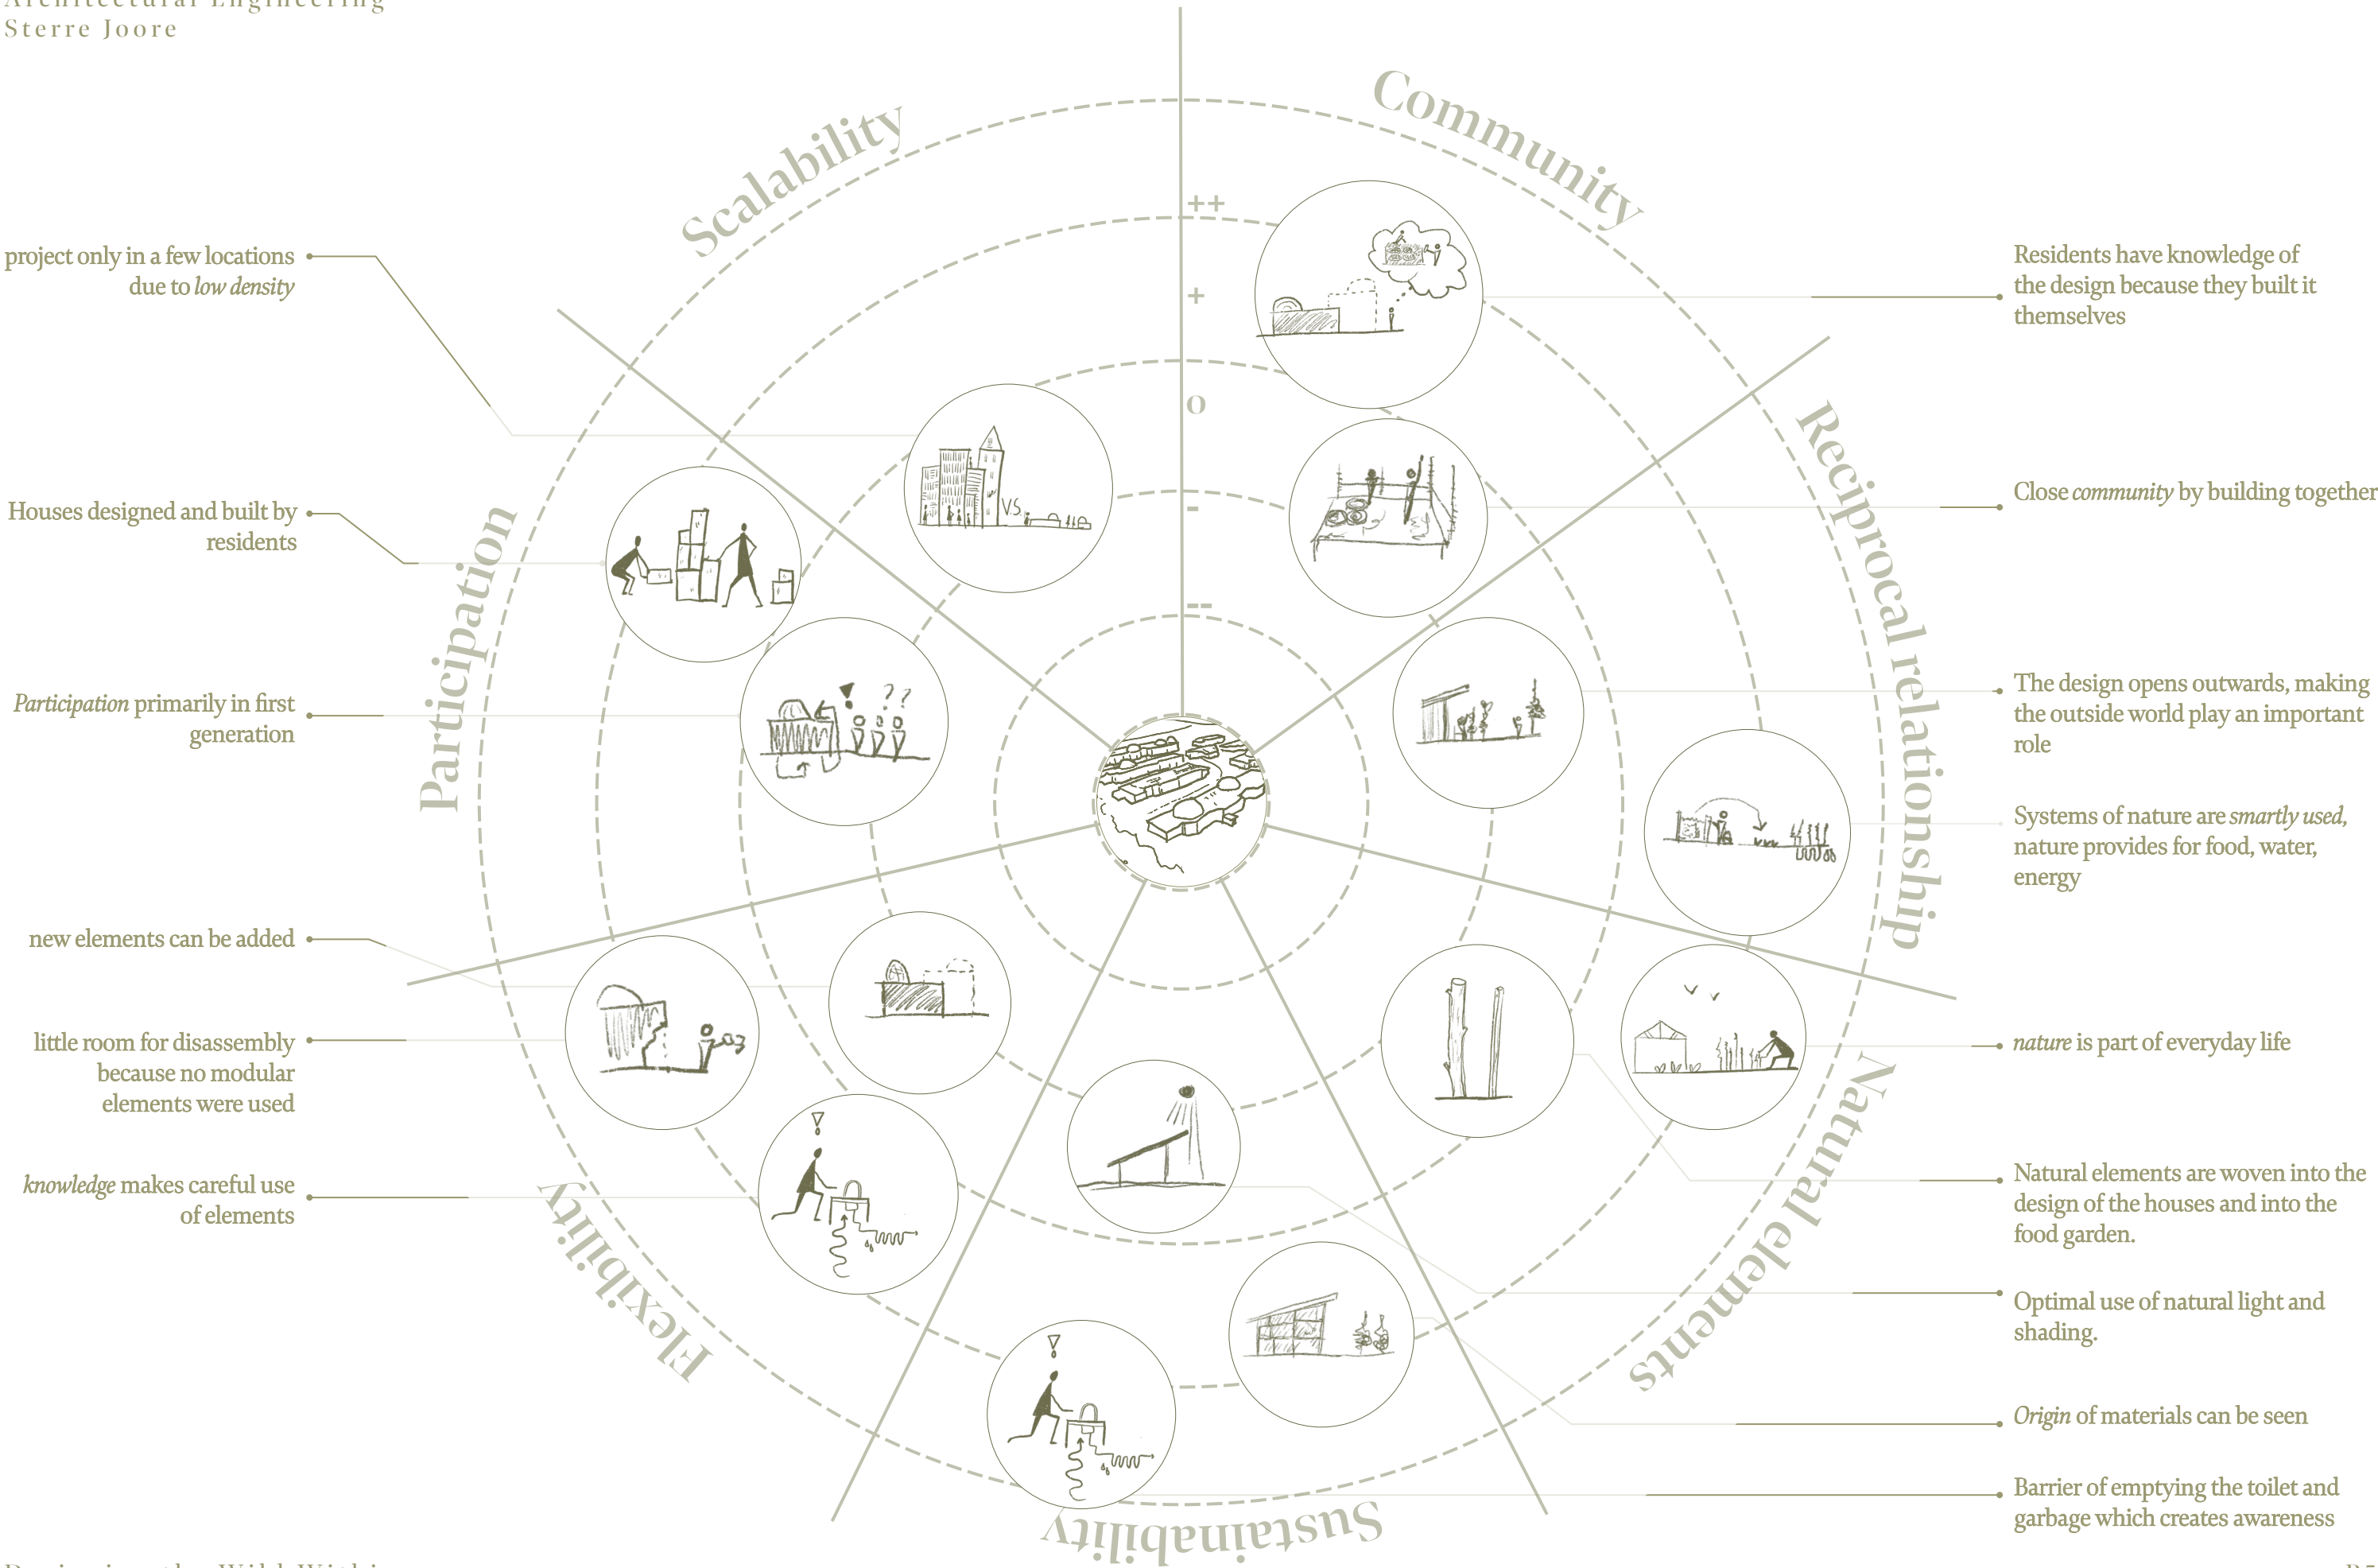 Architectural Engineering
Sterre Joore
Scalability
Community
Reciprocal relationship
Natural elements
Sustainability
Flexibility
Participation
++
+
0
-
--
V.S.
? ?
project only in a few locations
due to low density
Houses designed and built by
residents
Participation primarily in first
generation
new elements can be added
little room for disassembly
because no modular
elements were used
knowledge makes careful use
of elements
Residents have knowledge of
the design because they built it
themselves
Close community by building together
The design opens outwards, making
the outside world play an important
role
Systems of nature are smartly used,
nature provides for food, water,
energy
nature is part of everyday life
Natural elements are woven into the
design of the houses and into the
food garden.
Optimal use of natural light and
shading.
Origin of materials can be seen
Barrier of emptying the toilet and
garbage which creates awareness